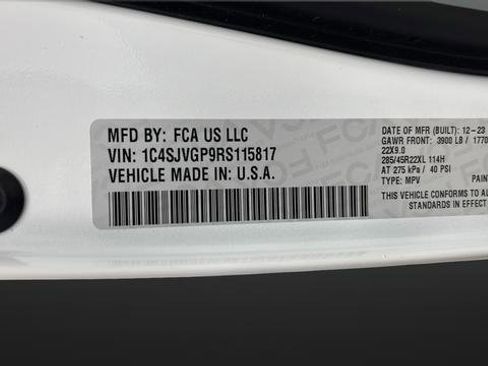 MFD BY: FCA US LLC
VIN: 1C4SJVGP9RS115817
VEHICLE MADE IN: U.S.A.
DATE OF MFR (BUILT): 12-23
GAWR FRONT: 3900 LB / 1770
22X9.0
285/45R22XL 114H
AT 275 kPa / 40 PSI
TYPE: MPV PAIN
THIS VEHICLE CONFORMS TO AL
STANDARDS IN EFFECT